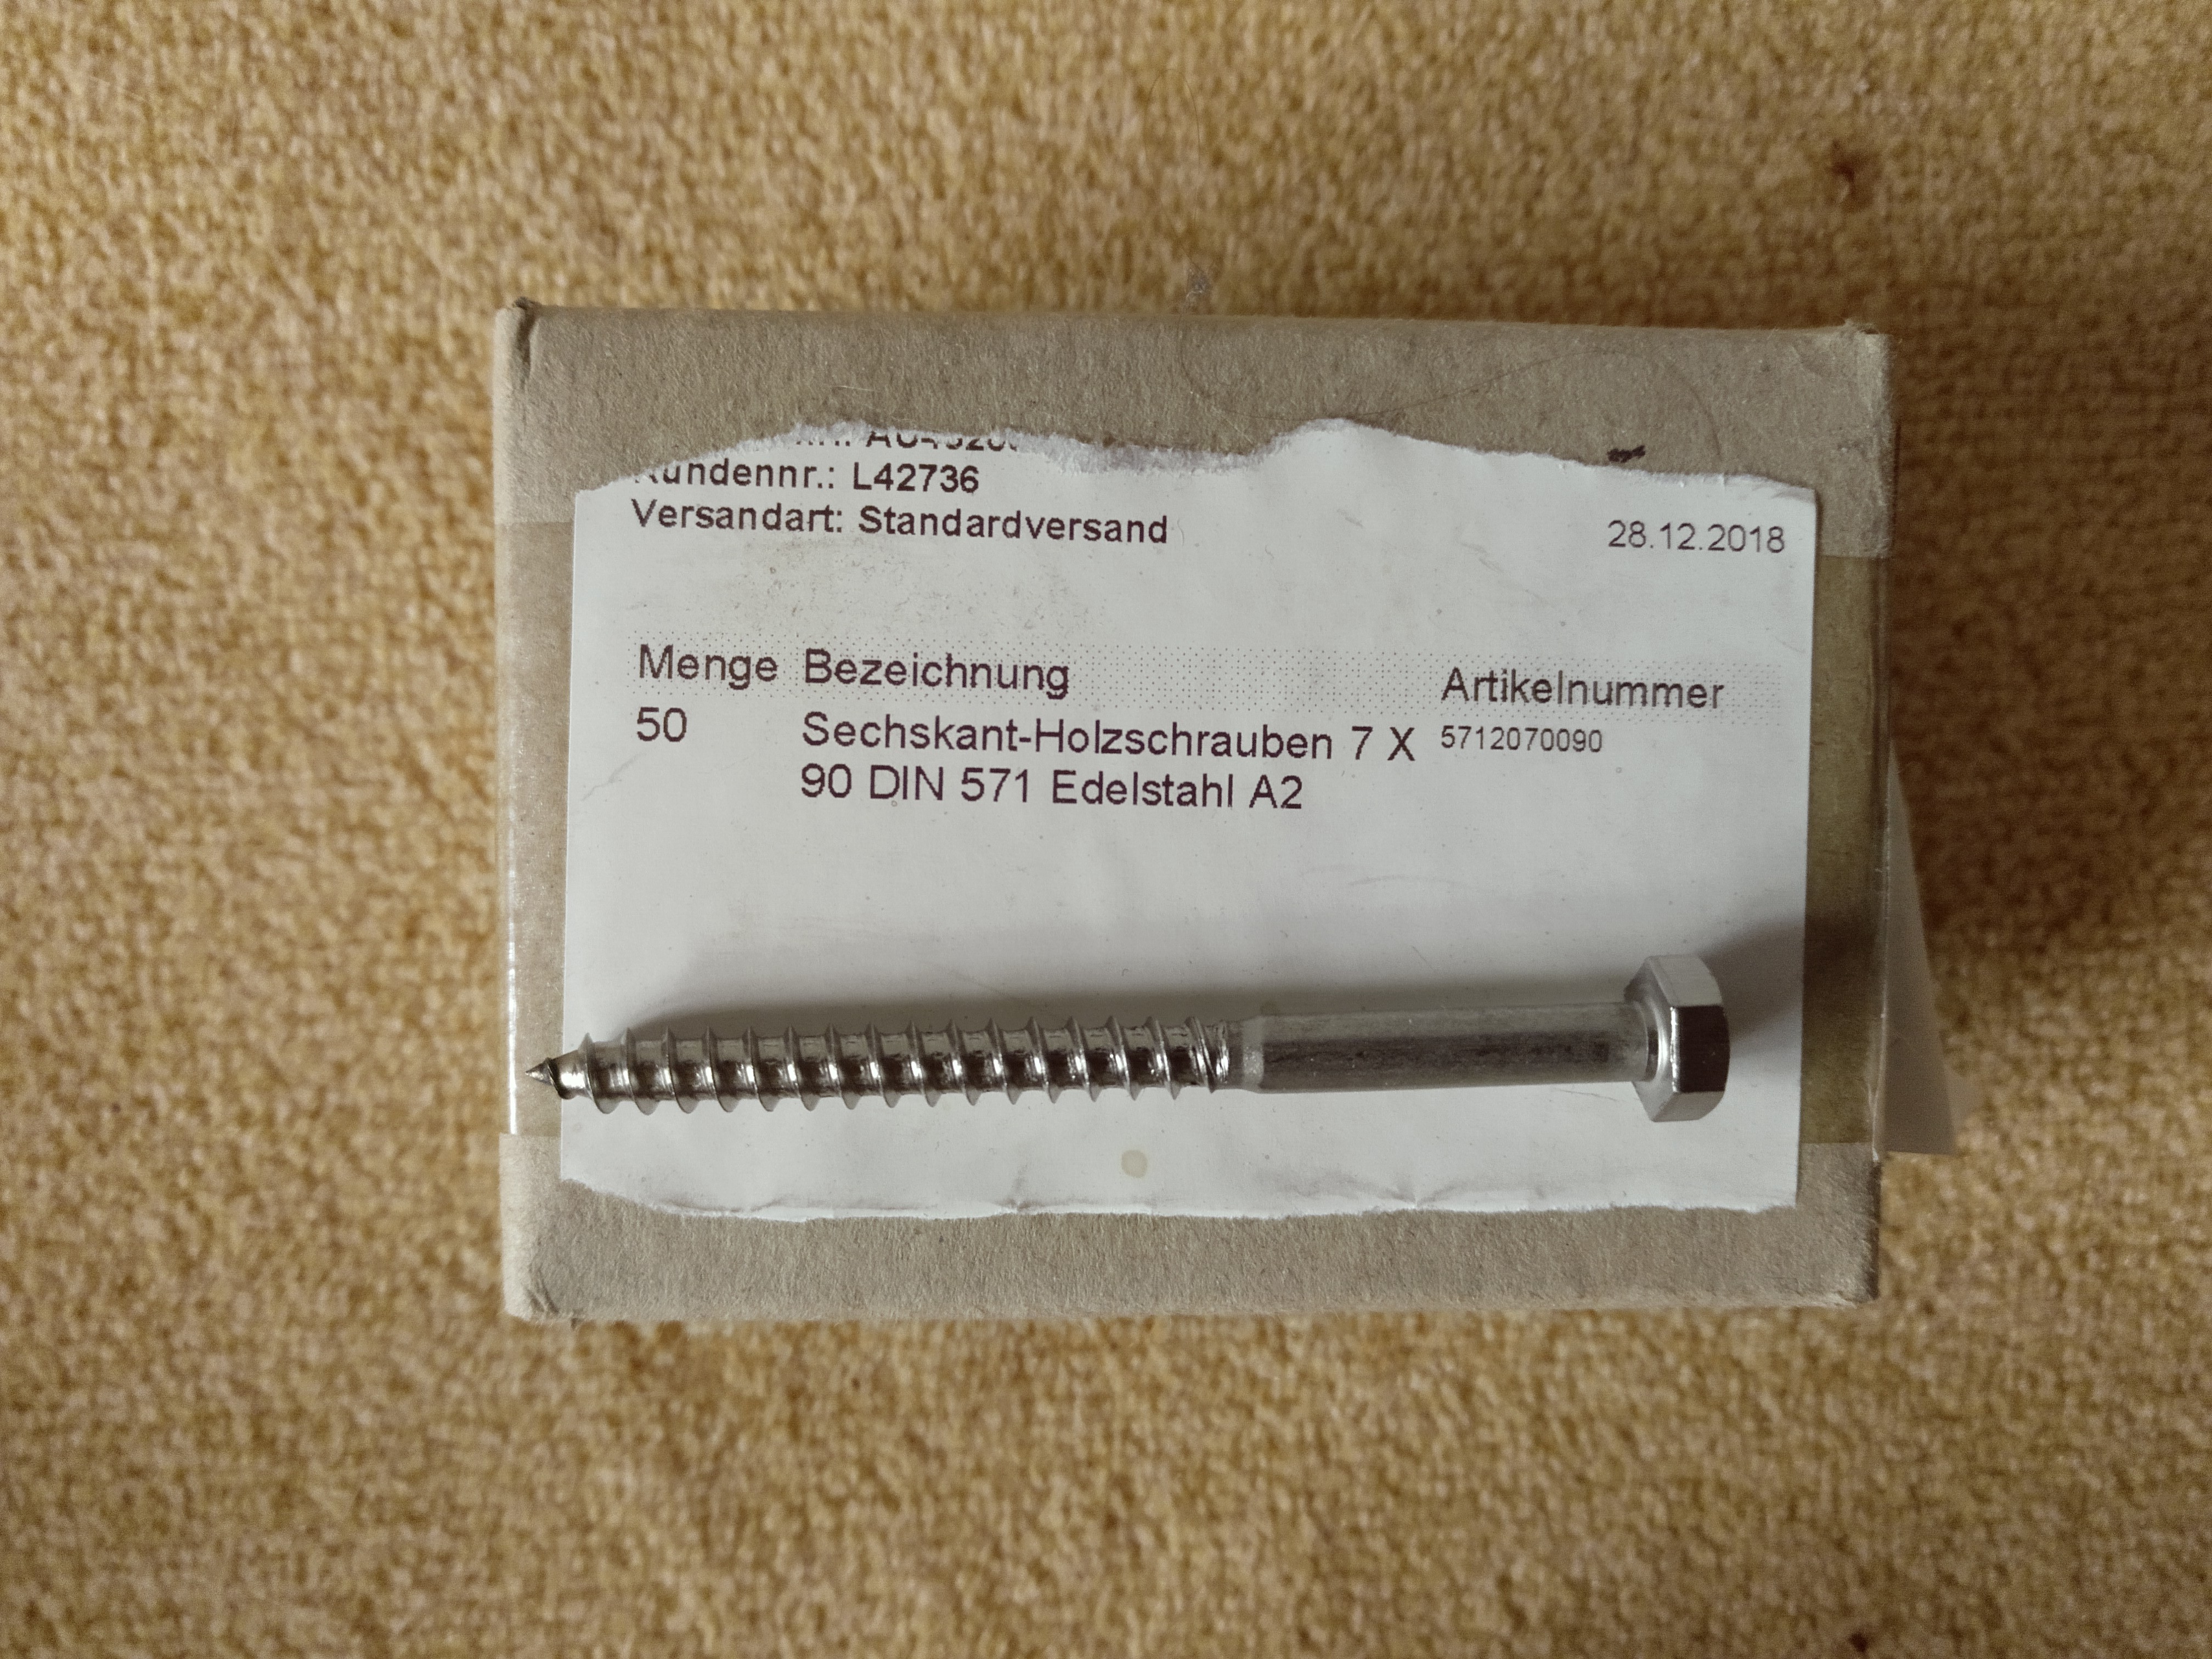 Kundennr.: L42736
Versandart: Standardversand
28.12.2018
Menge Bezeichnung Artikelnummer
50 Sechskant-Holzschrauben 7 X 5712070090
90 DIN 571 Edelstahl A2